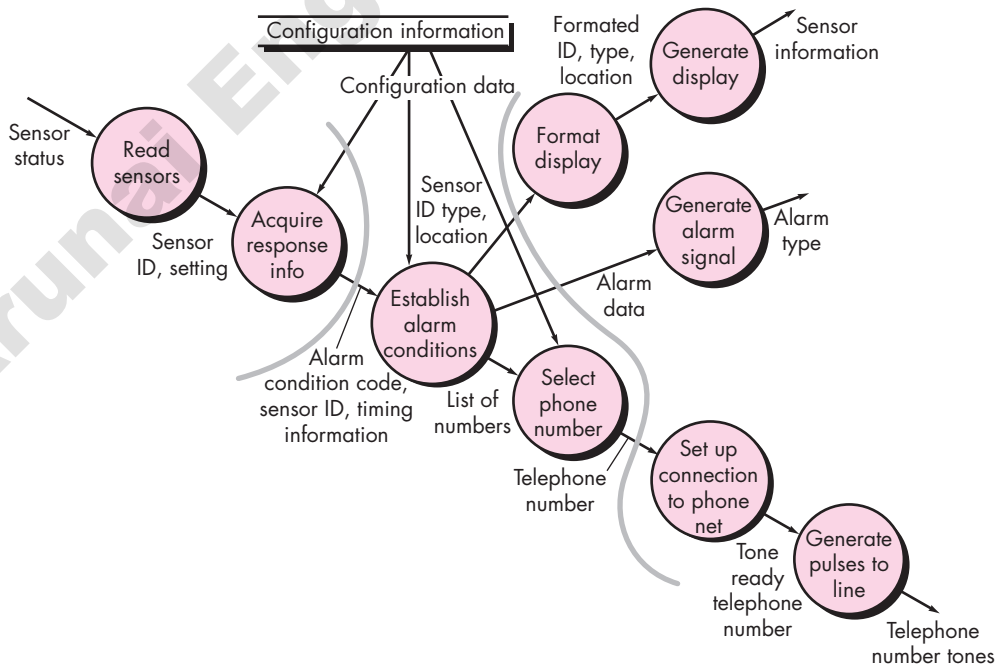 Configuration information
Configuration data
Sensor
status
Read
sensors
Sensor
ID, setting
Acquire
response
info
Alarm
condition code,
sensor ID, timing
information
Establish
alarm
conditions
Sensor
ID type,
location
Format
display
Formated
ID, type,
location
Generate
display
Sensor
information
Alarm
data
Generate
alarm
signal
Alarm
type
List of
numbers
Select
phone
number
Telephone
number
Set up
connection
to phone
net
Tone
ready
telephone
number
Generate
pulses to
line
Telephone
number tones